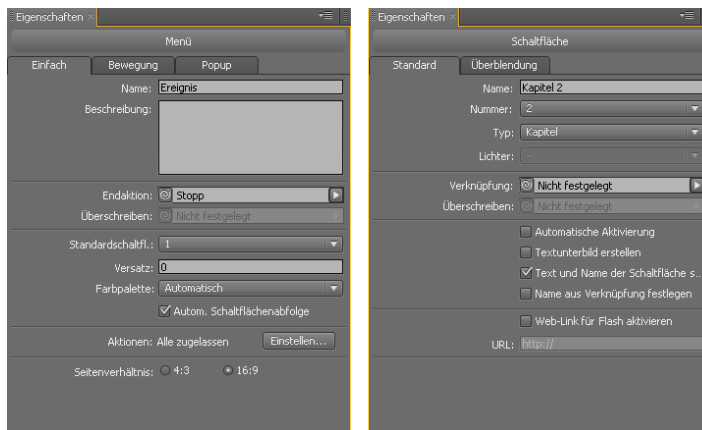 Eigenschaften
Menü
Einfach Bewegung Popup
Name: Ereignis
Beschreibung:
Endaktion: Stopp
Überschreiben: Nicht festgelegt
Standardschaltfl.: 1
Versatz: 0
Farbpalette: Automatisch
Autom. Schaltflächenabfolge
Aktionen: Alle zugelassen Einstellen...
Seitenverhältnis: 4:3 16:9
Eigenschaften
Schaltfläche
Standard Überblendung
Name: Kapitel 2
Nummer: 2
Typ: Kapitel
Lichter: —
Verknüpfung: Nicht festgelegt
Überschreiben: Nicht festgelegt
Automatische Aktivierung
Textunterbild erstellen
Text und Name der Schaltfläche s..
Name aus Verknüpfung festlegen
Web-Link für Flash aktivieren
URL: http://